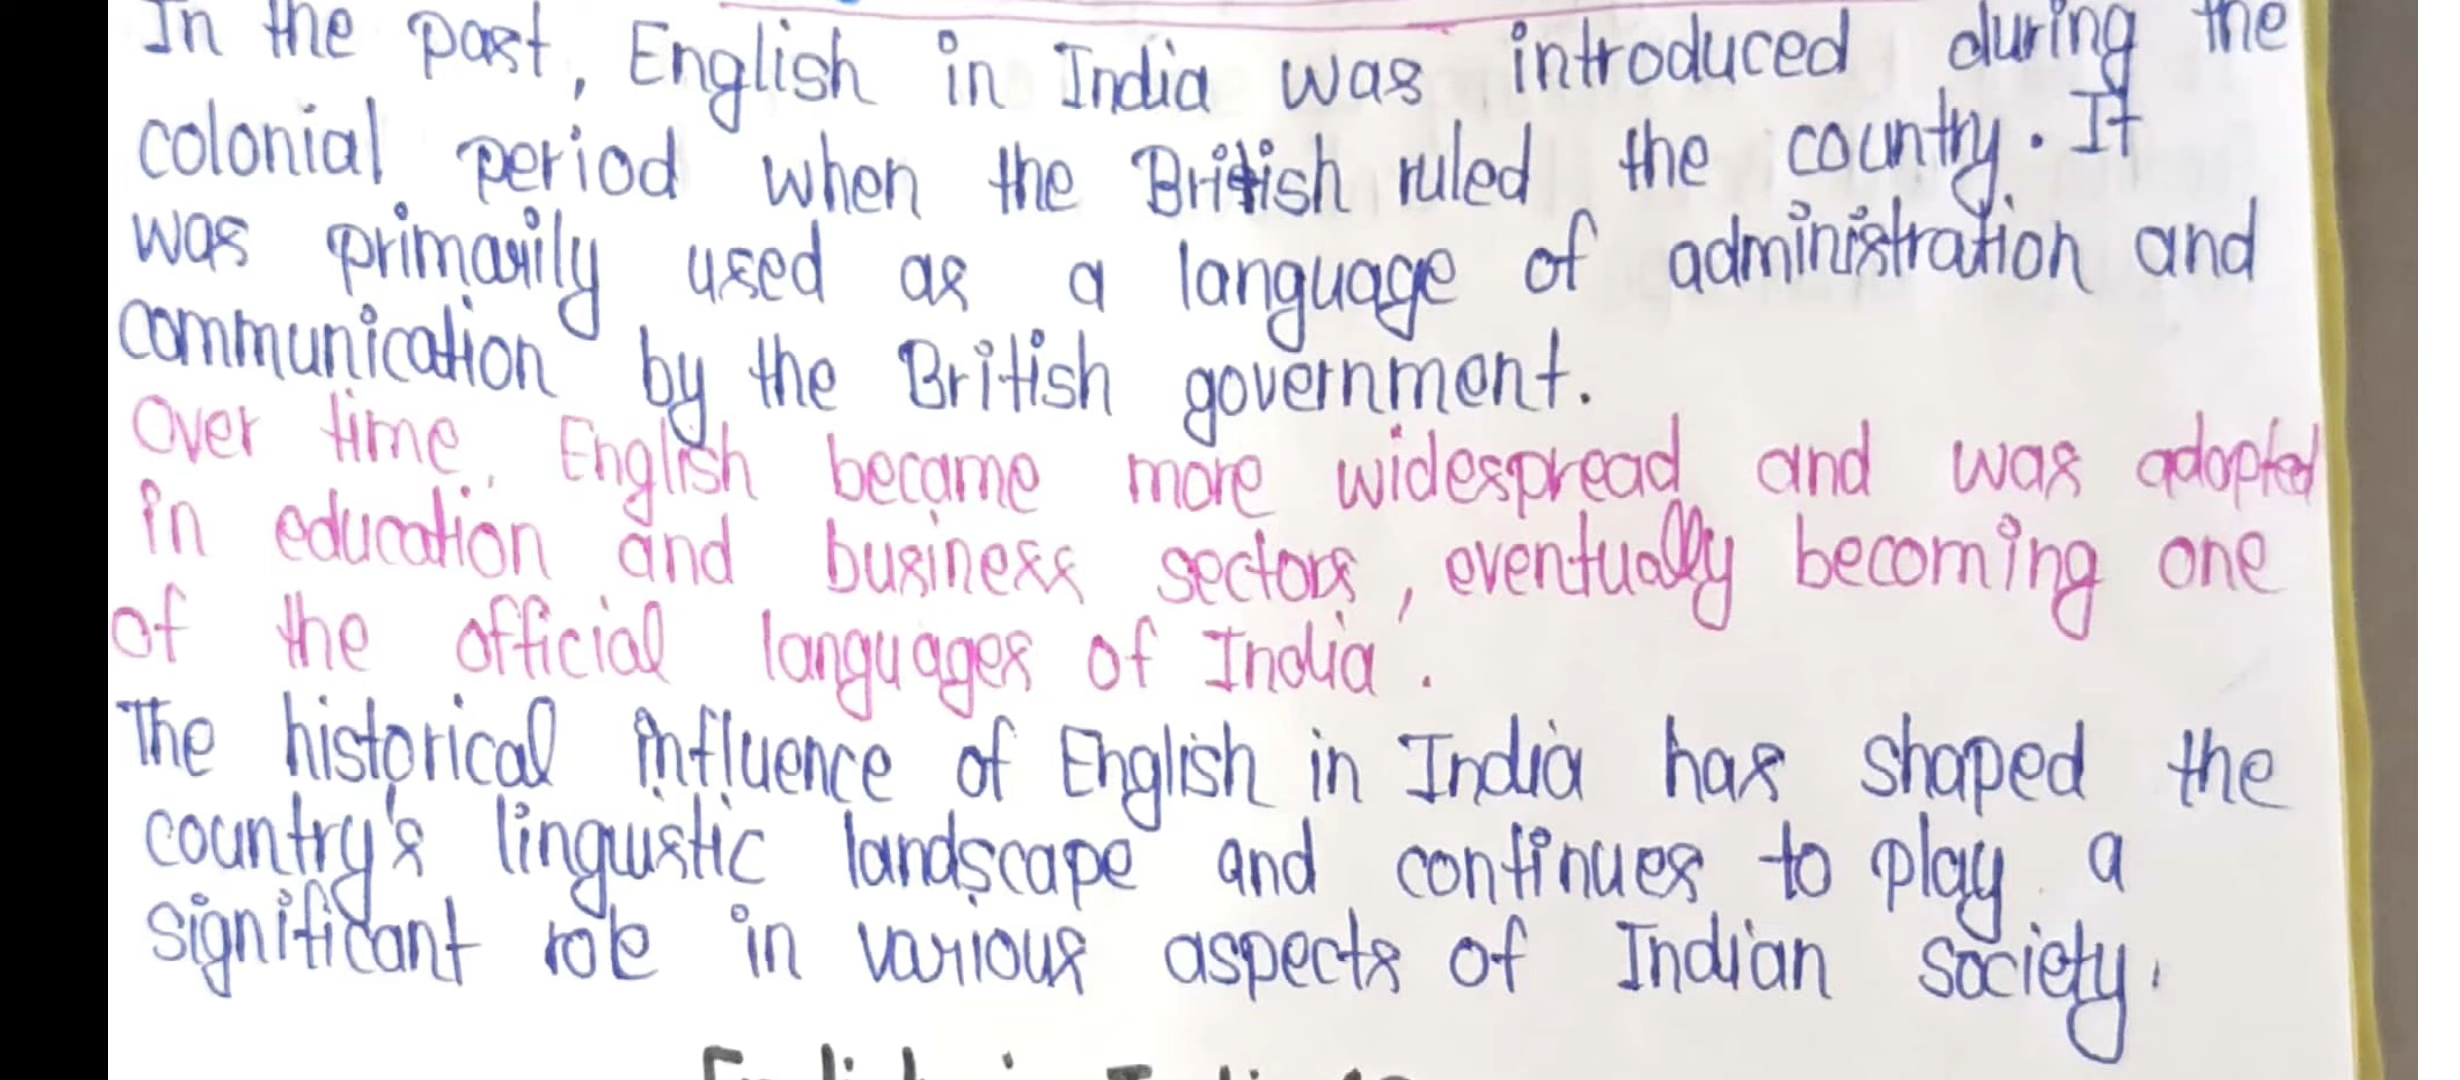 In the past, English in India was introduced during the
colonial period when the British ruled the country. It
was primarily used as a language of administration and
communication by the British government.
Over time, English became more widespread and was adopted
in education and business sectors, eventually becoming one
of the official languages of India.
The historical influence of English in India has shaped the
country's linguistic landscape and continues to play a
significant role in various aspects of Indian society.